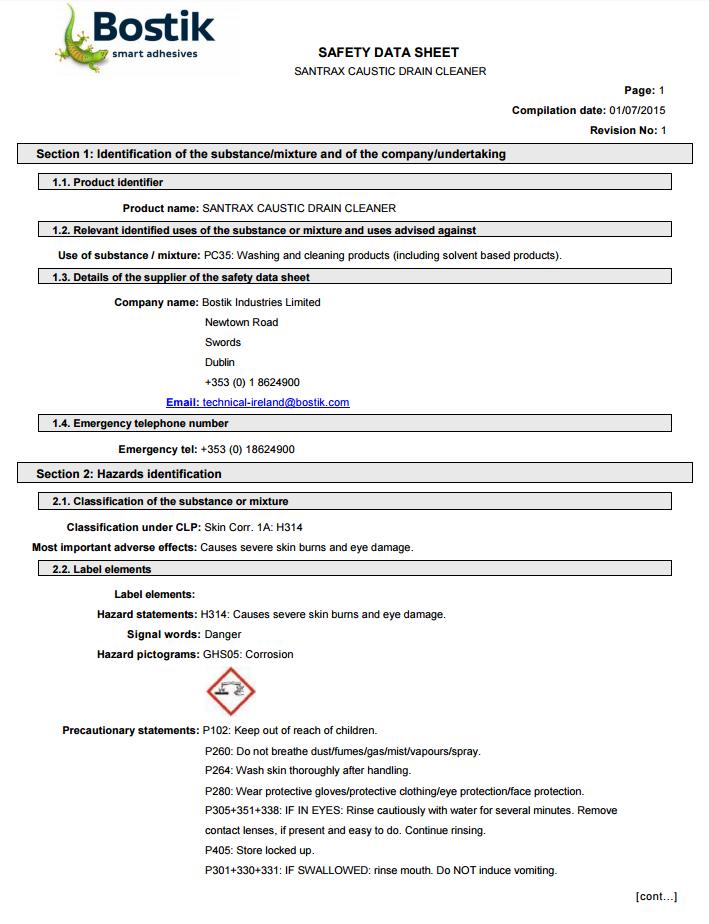 Bostik
smart adhesives
SAFETY DATA SHEET
SANTRAX CAUSTIC DRAIN CLEANER
Page: 1
Compilation date: 01/07/2015
Revision No: 1
Section 1: Identification of the substance/mixture and of the company/undertaking
1.1. Product identifier
Product name: SANTRAX CAUSTIC DRAIN CLEANER
1.2. Relevant identified uses of the substance or mixture and uses advised against
Use of substance / mixture: PC35: Washing and cleaning products (including solvent based products).
1.3. Details of the supplier of the safety data sheet
Company name: Bostik Industries Limited
Newtown Road
Swords
Dublin
+353 (0) 1 8624900
Email: technical-ireland@bostik.com
1.4. Emergency telephone number
Emergency tel: +353 (0) 18624900
Section 2: Hazards identification
2.1. Classification of the substance or mixture
Classification under CLP: Skin Corr. 1A: H314
Most important adverse effects: Causes severe skin burns and eye damage.
2.2. Label elements
Label elements:
Hazard statements: H314: Causes severe skin burns and eye damage.
Signal words: Danger
Hazard pictograms: GHS05: Corrosion
Precautionary statements: P102: Keep out of reach of children.
P260: Do not breathe dust/fumes/gas/mist/vapours/spray.
P264: Wash skin thoroughly after handling.
P280: Wear protective gloves/protective clothing/eye protection/face protection.
P305+351+338: IF IN EYES: Rinse cautiously with water for several minutes. Remove
contact lenses, if present and easy to do. Continue rinsing.
P405: Store locked up.
P301+330+331: IF SWALLOWED: rinse mouth. Do NOT induce vomiting.
[cont...]